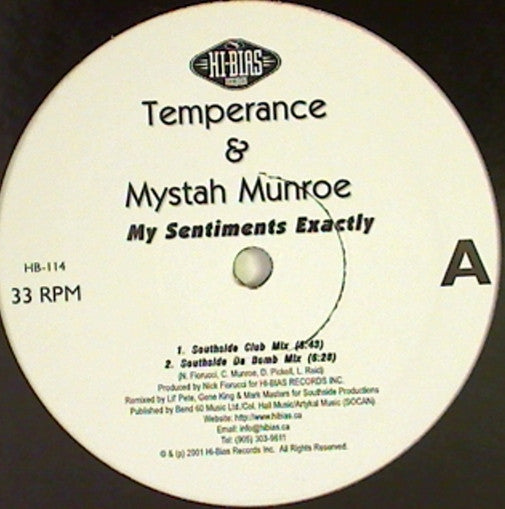 HI-BIAS
Temperance
&
Mystah Munroe
My Sentiments Exactly
HB-114
33 RPM
A
1. Southside Club Mix (8:43)
2. Southside Da Bomb Mix (6:28)
(N. Fiorucci, C. Munroe, D. Pickell, L. Reid)
Produced by Nick Fiorucci for HI-BIAS RECORDS INC.
Remixed by Lil' Pete, Gene King & Mark Masters for Southside Productions
Published by Bend 60 Music Ltd./Col. Hall Music/Artykal Music (SOCAN)
Website: http://www.hibias.ca
Email: info@hibias.ca
Tel: (905) 303-9611
© & (p) 2001 Hi-Bias Records Inc. All Rights Reserved.